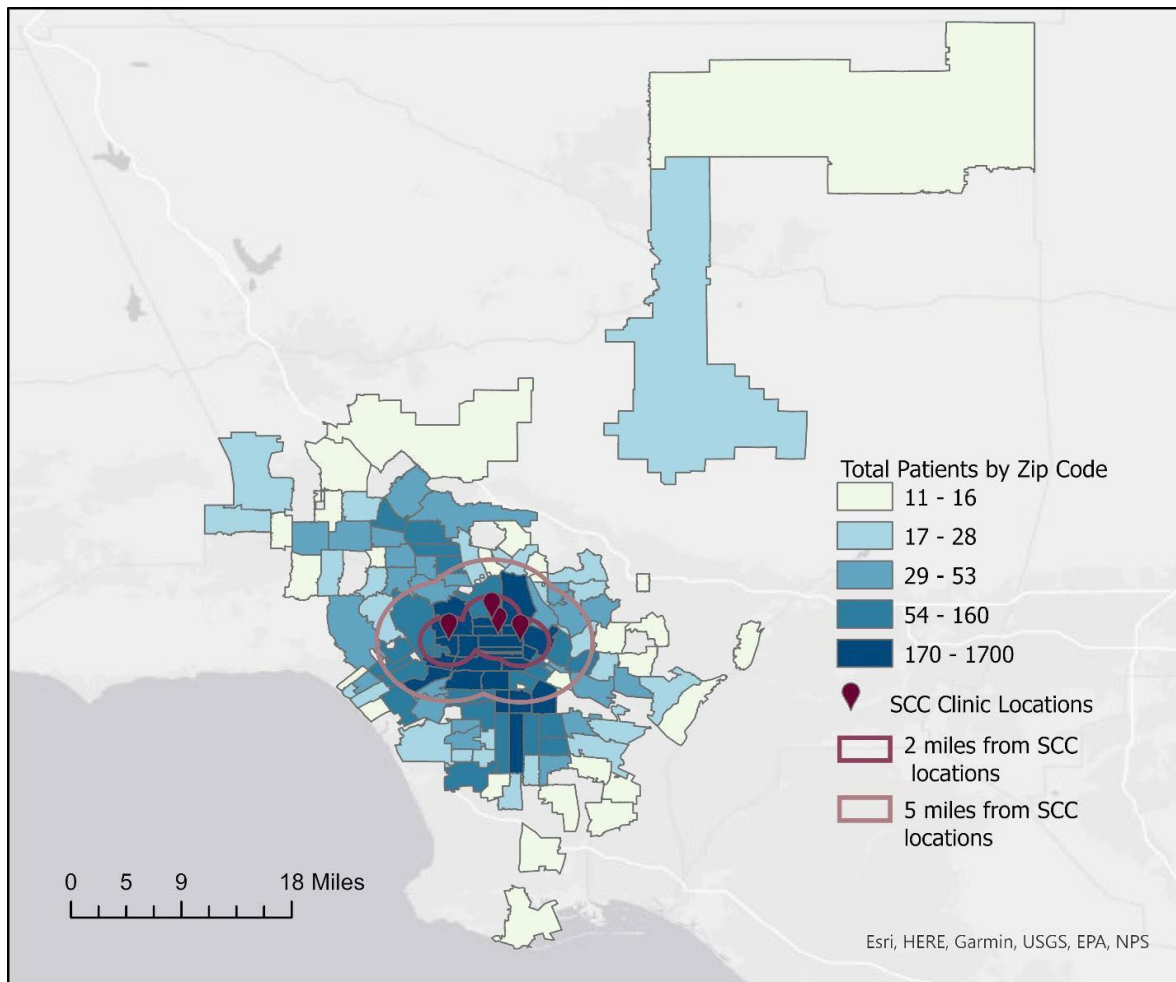 Total Patients by Zip Code
11 - 16
17 - 28
29 - 53
54 - 160
170 - 1700
SCC Clinic Locations
2 miles from SCC
locations
5 miles from SCC
locations
0 5 9 18 Miles
Esri, HERE, Garmin, USGS, EPA, NPS